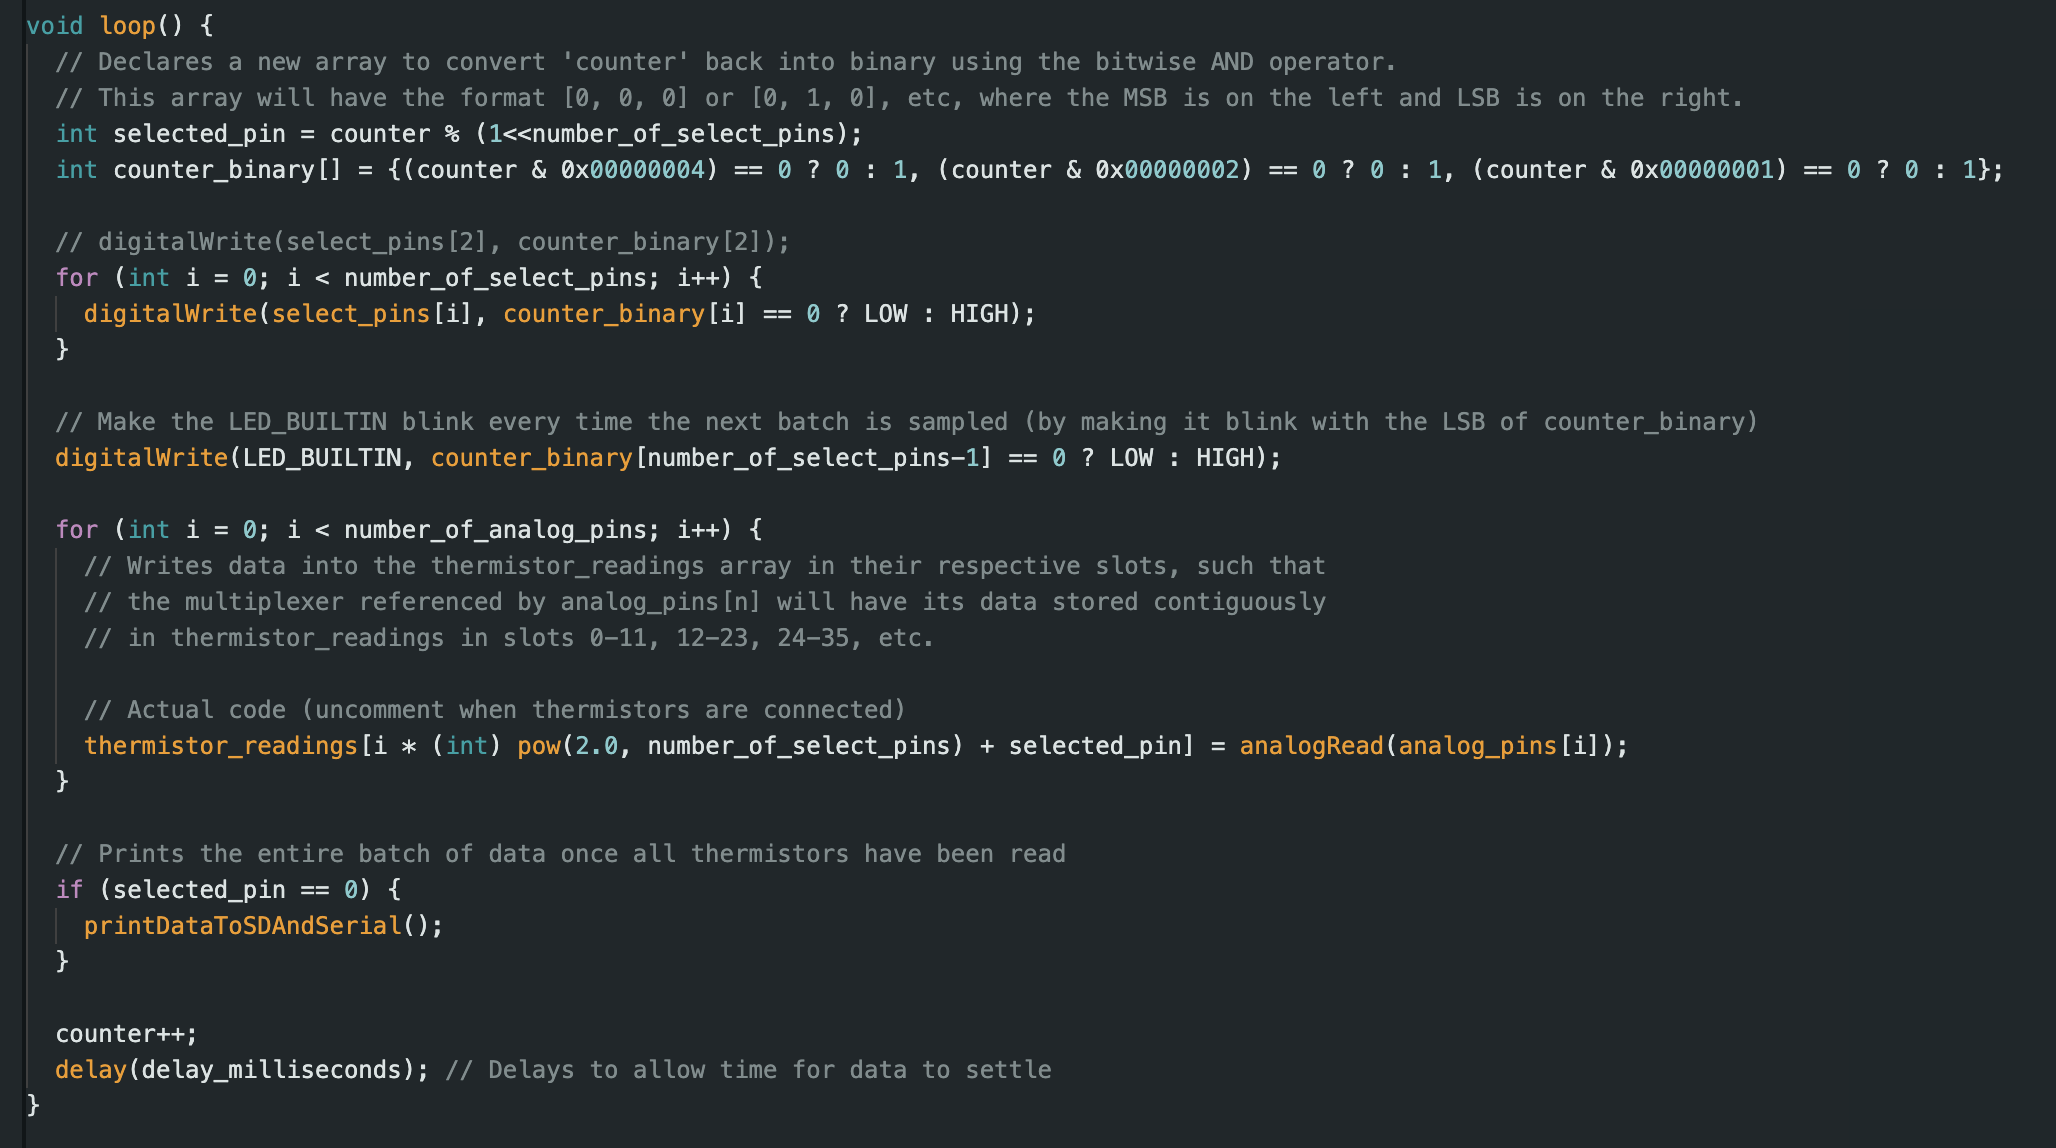 void loop() {
// Declares a new array to convert 'counter' back into binary using the bitwise AND operator.
// This array will have the format [0, 0, 0] or [0, 1, 0], etc, where the MSB is on the left and LSB is on the right.
int selected_pin = counter % (1<<number_of_select_pins);
int counter_binary[] = {(counter & 0x00000004) == 0 ? 0 : 1, (counter & 0x00000002) == 0 ? 0 : 1, (counter & 0x00000001) == 0 ? 0 : 1};
// digitalWrite(select_pins[2], counter_binary[2]);
for (int i = 0; i < number_of_select_pins; i++) {
digitalWrite(select_pins[i], counter_binary[i] == 0 ? LOW : HIGH);
}
// Make the LED_BUILTIN blink every time the next batch is sampled (by making it blink with the LSB of counter_binary)
digitalWrite(LED_BUILTIN, counter_binary[number_of_select_pins-1] == 0 ? LOW : HIGH);
for (int i = 0; i < number_of_analog_pins; i++) {
// Writes data into the thermistor_readings array in their respective slots, such that
// the multiplexer referenced by analog_pins[n] will have its data stored contiguously
// in thermistor_readings in slots 0-11, 12-23, 24-35, etc.
// Actual code (uncomment when thermistors are connected)
thermistor_readings[i * (int) pow(2.0, number_of_select_pins) + selected_pin] = analogRead(analog_pins[i]);
}
// Prints the entire batch of data once all thermistors have been read
if (selected_pin == 0) {
printDataToSDAndSerial();
}
counter++;
delay(delay_milliseconds); // Delays to allow time for data to settle
}